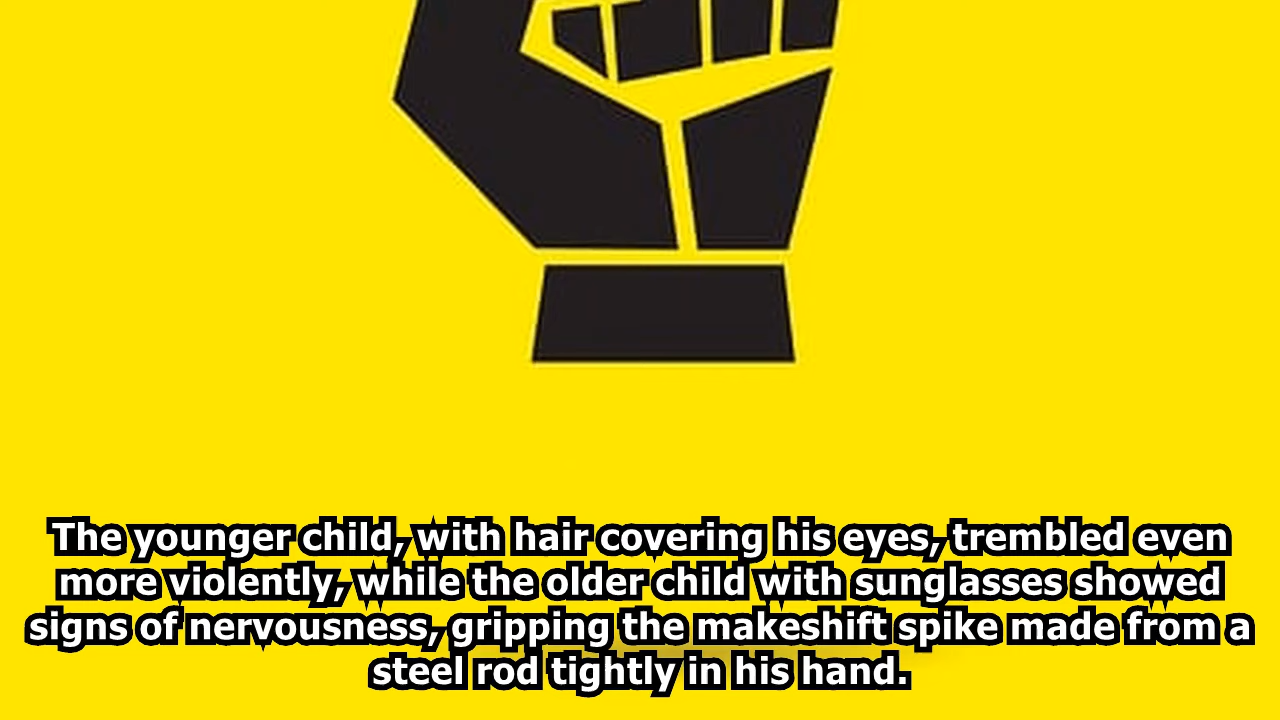 The younger child, with hair covering his eyes, trembled even
more violently, while the older child with sunglasses showed
signs of nervousness, gripping the makeshift spike made from a
steel rod tightly in his hand.